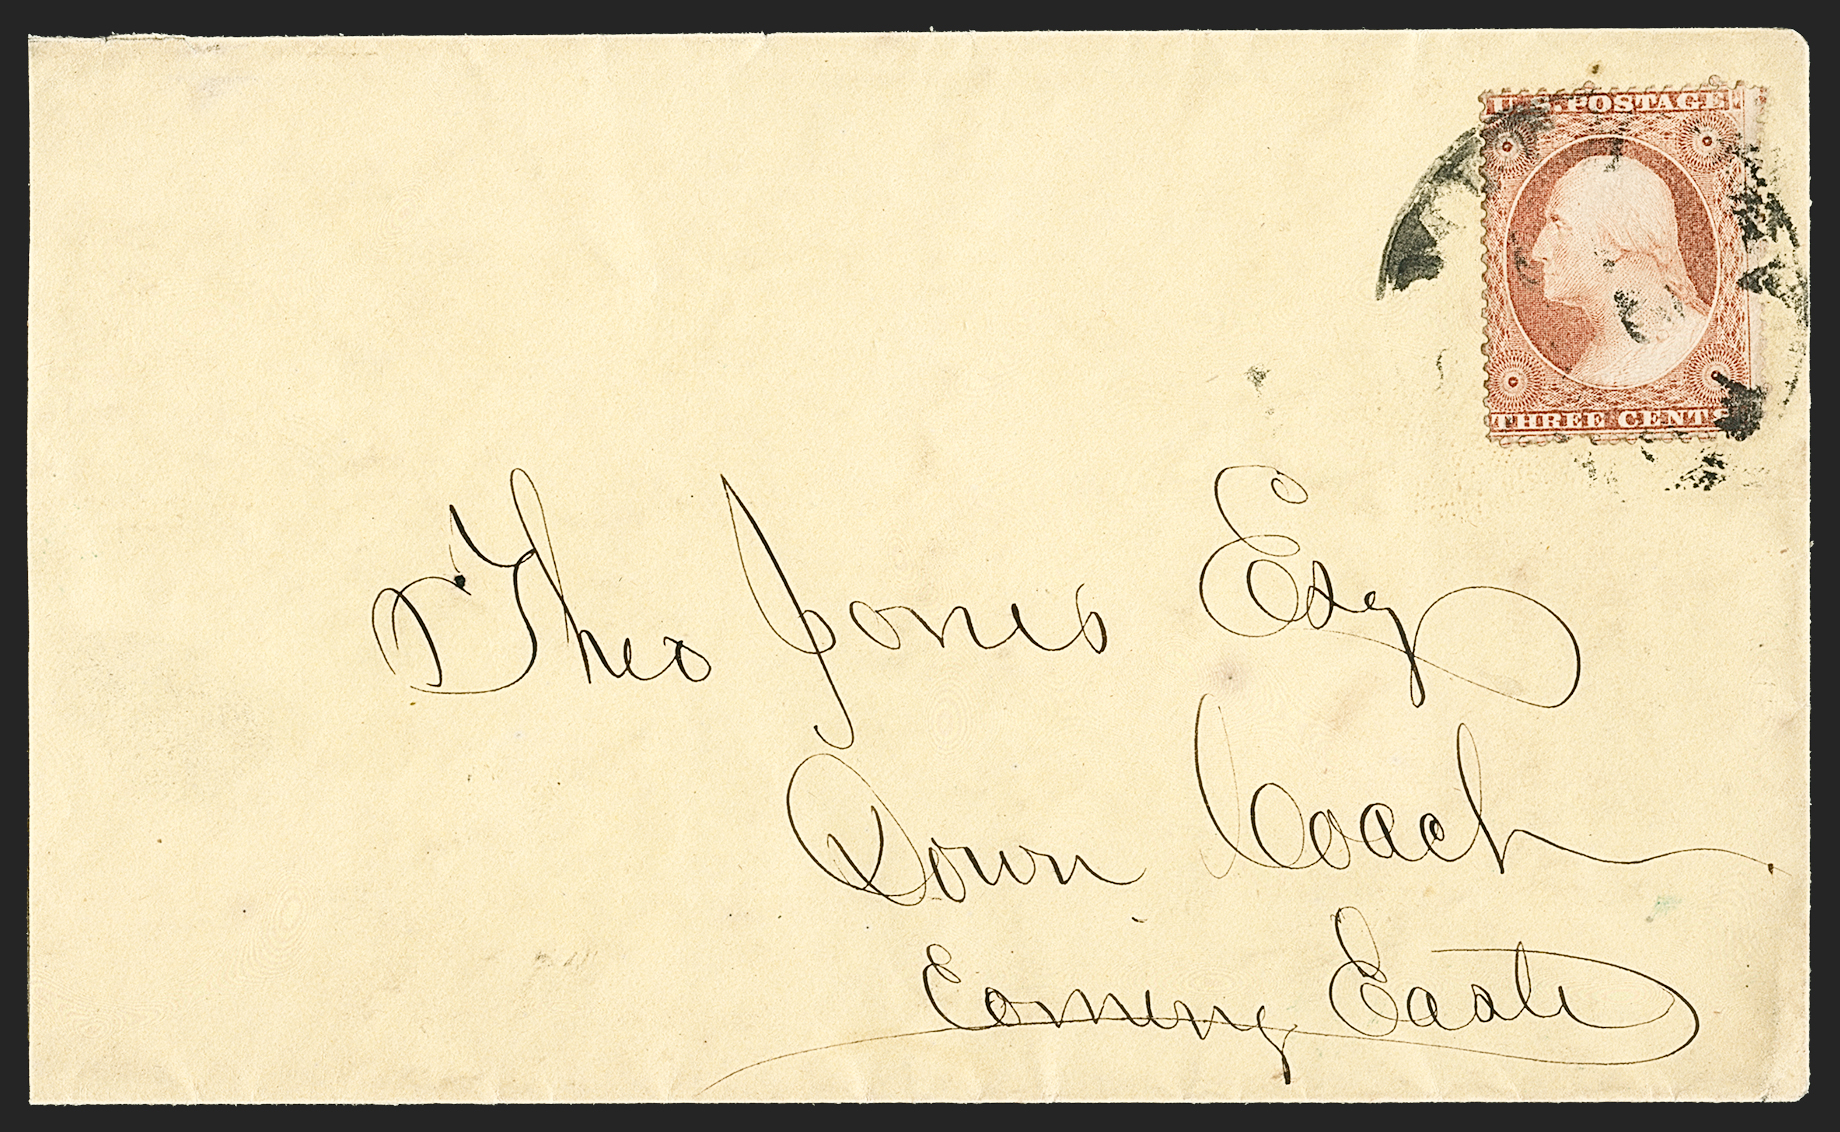 U.S. POSTAGE
THREE CENTS
Theo Jones Esq
Down Coach
Coming East